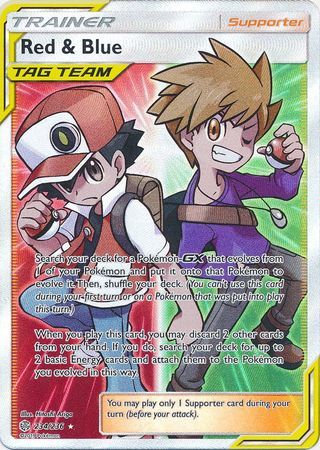 TRAINER Supporter
Red & Blue
TAG TEAM
Search your deck for a Pokémon-GX that evolves from
1 of your Pokémon and put it onto that Pokémon to
evolve it. Then, shuffle your deck. (You can't use this card
during your first turn or on a Pokémon that was put into play
this turn.)
When you play this card, you may discard 2 other cards
from your hand. If you do, search your deck for up to
2 basic Energy cards and attach them to the Pokémon
you evolved in this way.
Illus. Hitoshi Ariga
234/236
©2019 Pokémon
You may play only 1 Supporter card during your
turn (before your attack).